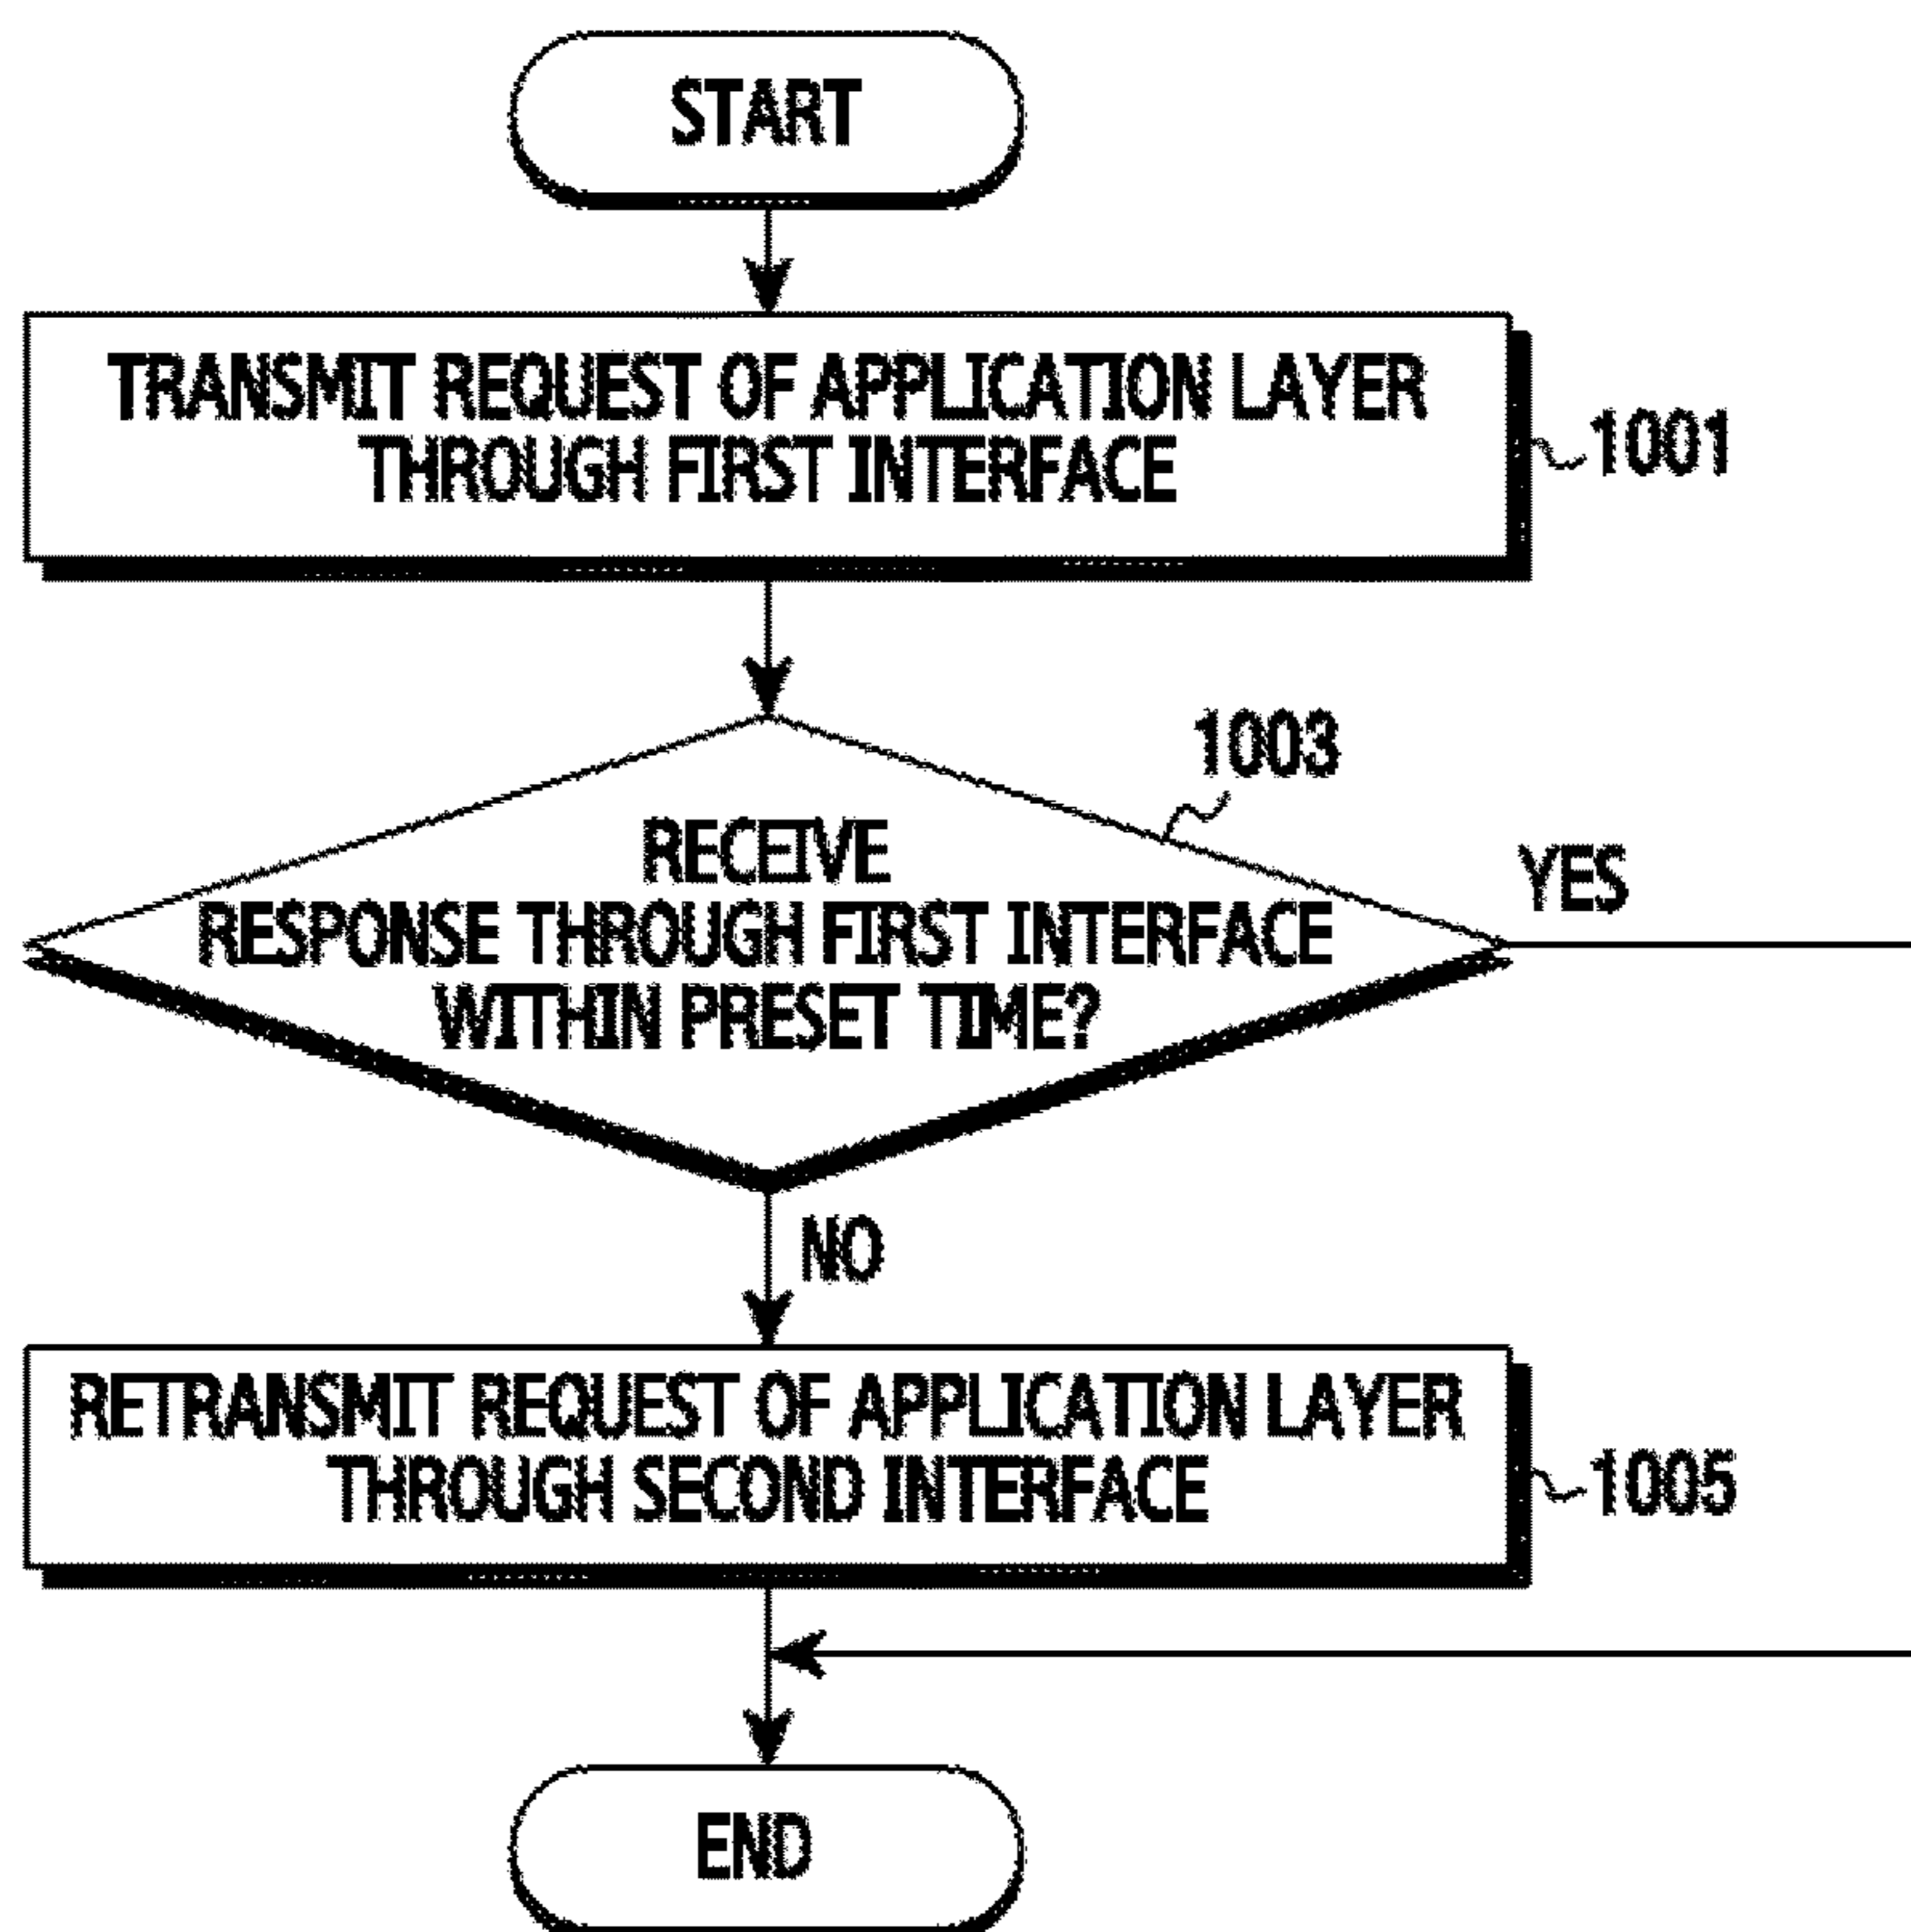 START
TRANSMIT REQUEST OF APPLICATION LAYER
THROUGH FIRST INTERFACE
1001
1003
RECEIVE
RESPONSE THROUGH FIRST INTERFACE
WITHIN PRESET TIME?
YES
NO
RETRANSMIT REQUEST OF APPLICATION LAYER
THROUGH SECOND INTERFACE
1005
END